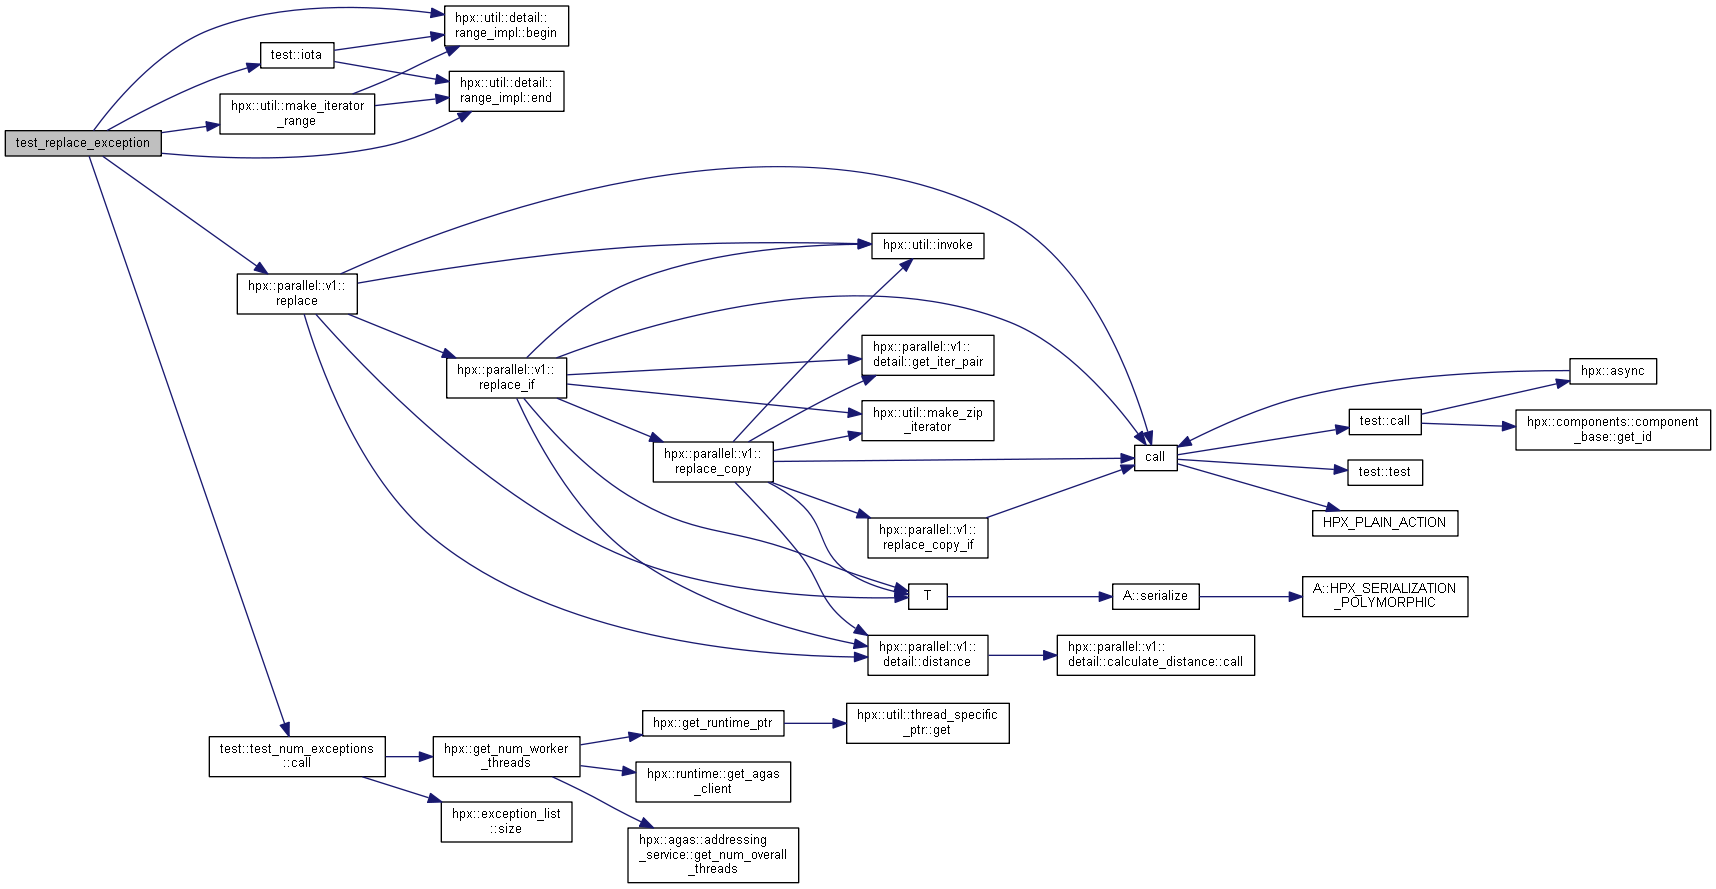 hpx::util::detail::
range_impl::begin
test::iota
hpx::util::detail::
range_impl::end
hpx::util::make_iterator
_range
test_replace_exception
hpx::util::invoke
hpx::parallel::v1::
replace
hpx::parallel::v1::
detail::get_iter_pair
hpx::parallel::v1::
replace_if
hpx::async
hpx::util::make_zip
_iterator
test::call
hpx::components::component
_base::get_id
hpx::parallel::v1::
replace_copy
call
test::test
HPX_PLAIN_ACTION
hpx::parallel::v1::
replace_copy_if
T
A::serialize
A::HPX_SERIALIZATION
_POLYMORPHIC
hpx::parallel::v1::
detail::distance
hpx::parallel::v1::
detail::calculate_distance::call
hpx::get_runtime_ptr
hpx::util::thread_specific
_ptr::get
test::test_num_exceptions
::call
hpx::get_num_worker
_threads
hpx::runtime::get_agas
_client
hpx::exception_list
::size
hpx::agas::addressing
_service::get_num_overall
_threads